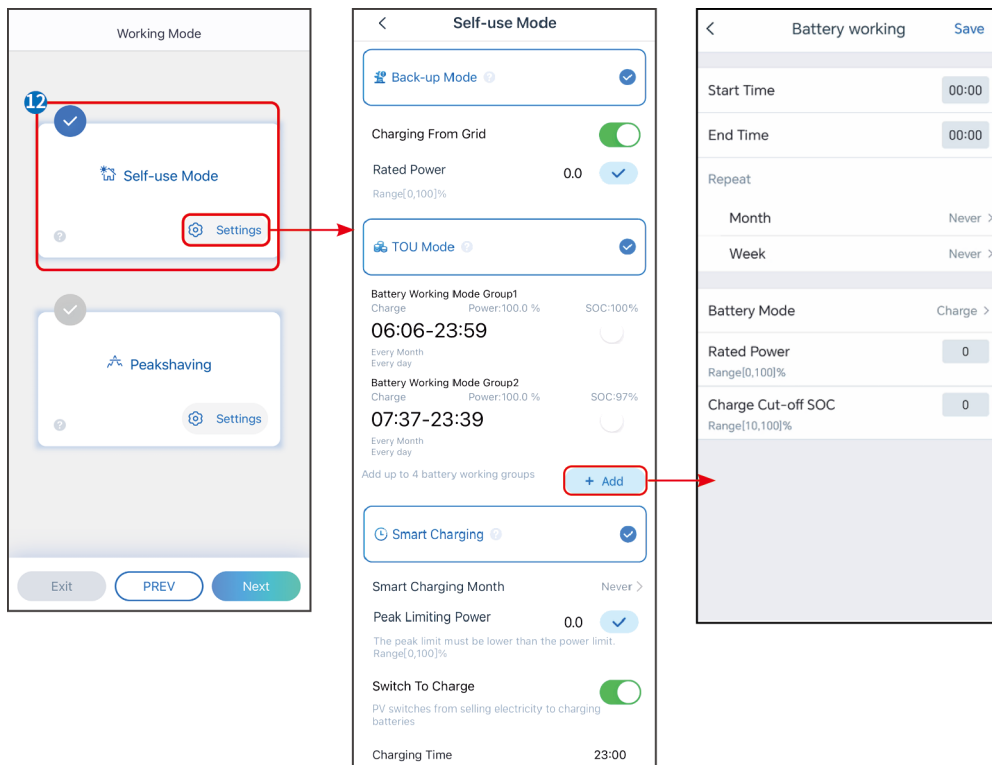 Working Mode
12
Self-use Mode
?
Settings
Peakshaving
?
Settings
Exit
PREV
Next
Self-use Mode
Back-up Mode ?
Charging From Grid
Rated Power 0.0
Range[0,100]%
TOU Mode ?
Battery Working Mode Group1
Charge Power:100.0 % SOC:100%
06:06-23:59
Every Month
Every day
Battery Working Mode Group2
Charge Power:100.0 % SOC:97%
07:37-23:39
Every Month
Every day
Add up to 4 battery working groups
+ Add
Smart Charging ?
Smart Charging Month Never >
Peak Limiting Power 0.0
The peak limit must be lower than the power limit.
Range[0,100]%
Switch To Charge
PV switches from selling electricity to charging
batteries
Charging Time 23:00
Battery working Save
Start Time 00:00
End Time 00:00
Repeat
Month Never >
Week Never >
Battery Mode Charge >
Rated Power 0
Range[0,100]%
Charge Cut-off SOC 0
Range[10,100]%